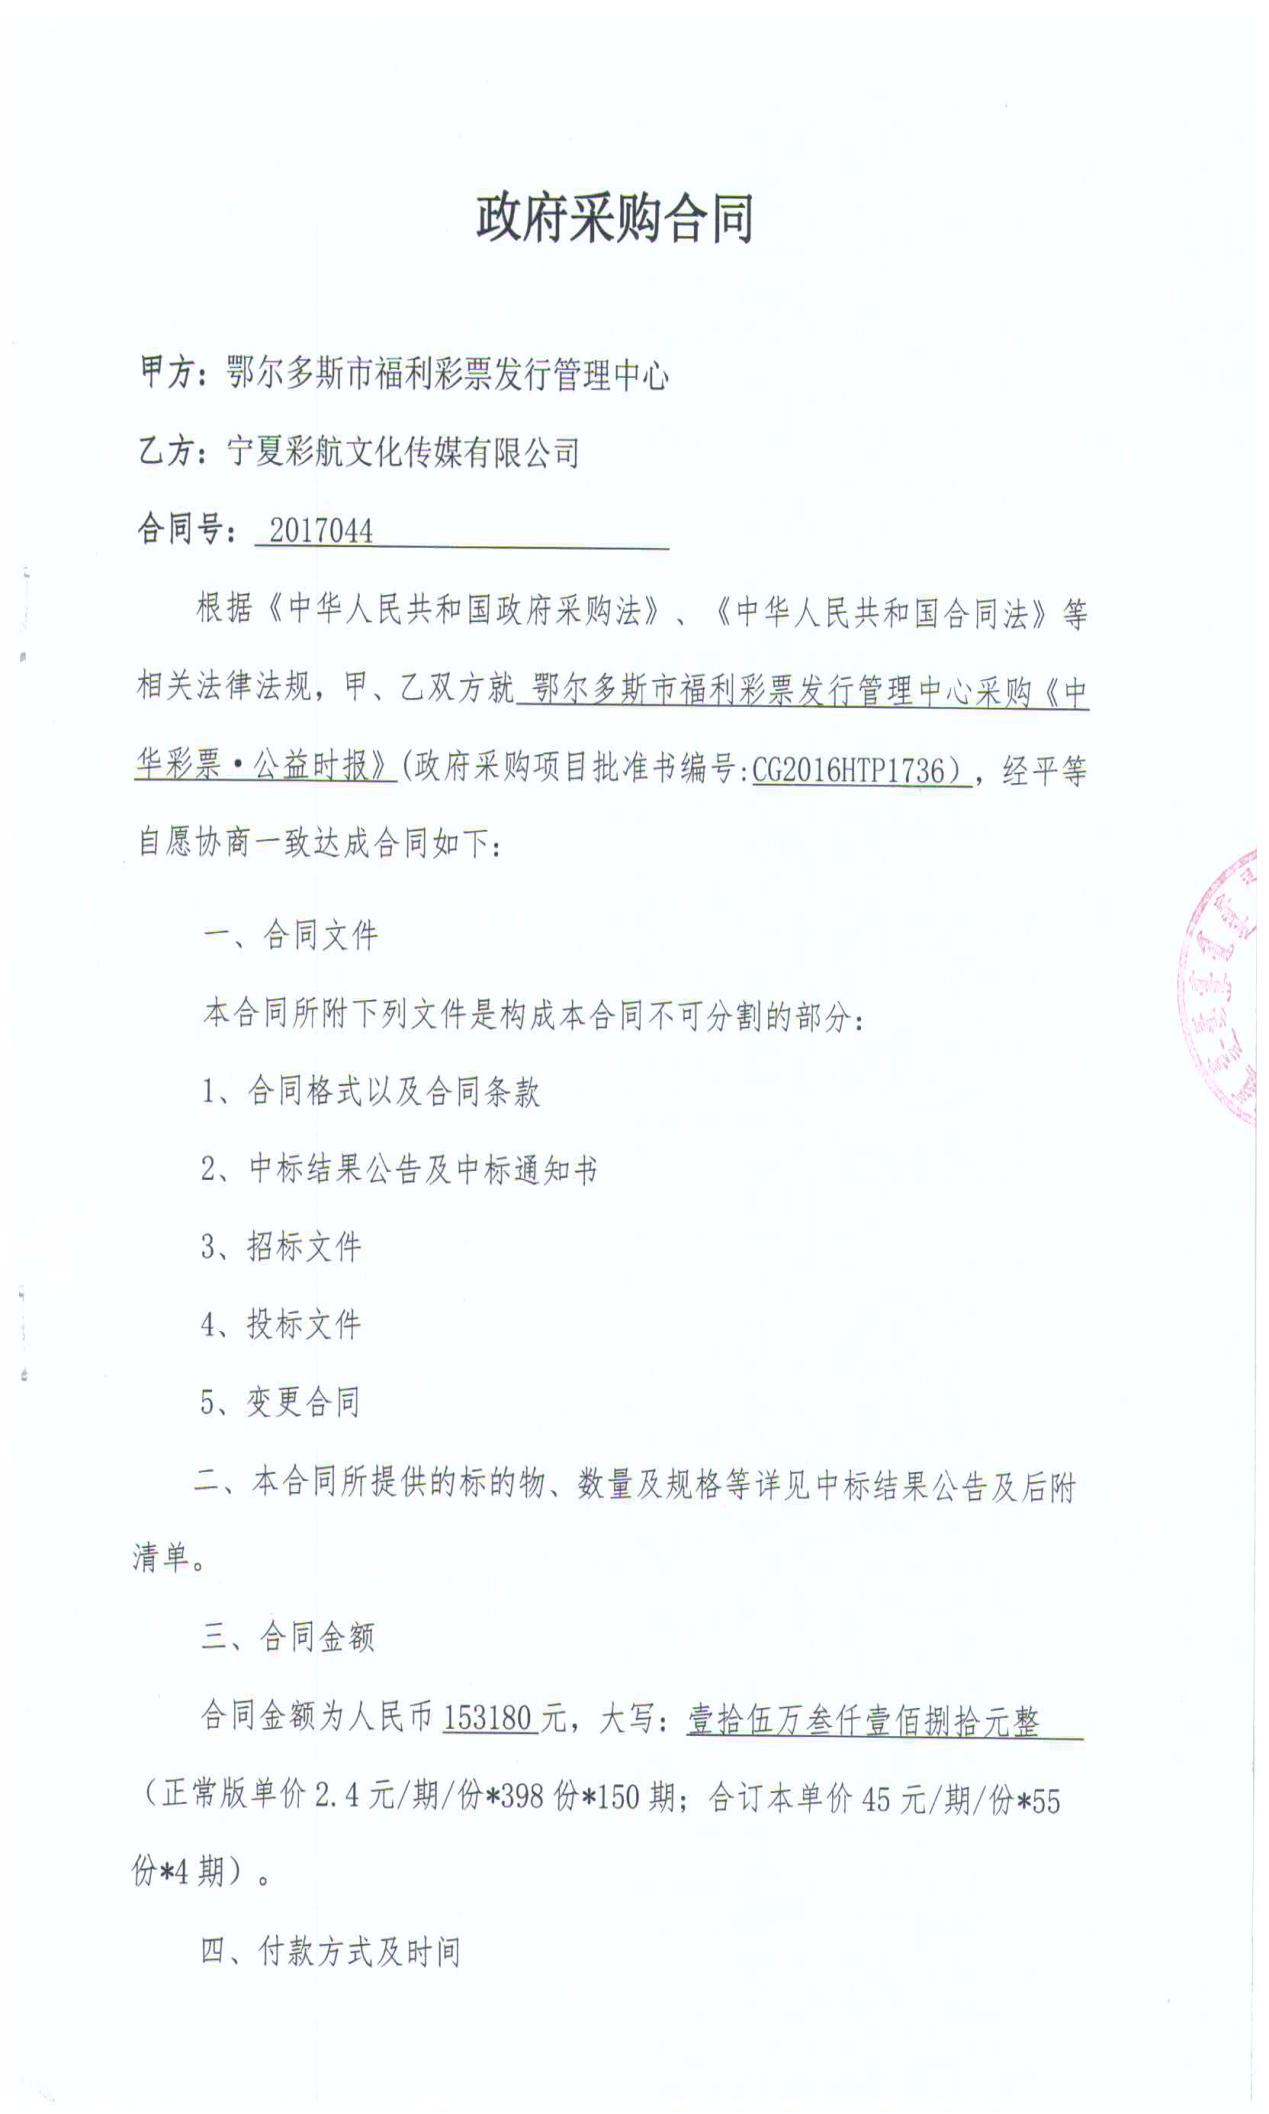 政府采购合同
甲方：鄂尔多斯市福利彩票发行管理中心
乙方：宁夏彩航文化传媒有限公司
合同号： 2017044
根据《中华人民共和国政府采购法》、《中华人民共和国合同法》等
相关法律法规，甲、乙双方就 鄂尔多斯市福利彩票发行管理中心采购《中
华彩票·公益时报》(政府采购项目批准书编号:CG2016HTP1736），经平等
自愿协商一致达成合同如下：
一、合同文件
本合同所附下列文件是构成本合同不可分割的部分：
1、合同格式以及合同条款
2、中标结果公告及中标通知书
3、招标文件
4、投标文件
5、变更合同
二、本合同所提供的标的物、数量及规格等详见中标结果公告及后附
清单。
三、合同金额
合同金额为人民币 153180 元，大写：壹拾伍万叁仟壹佰捌拾元整
（正常版单价 2.4 元/期/份*398 份*150 期；合订本单价 45 元/期/份*55
份*4 期）。
四、付款方式及时间